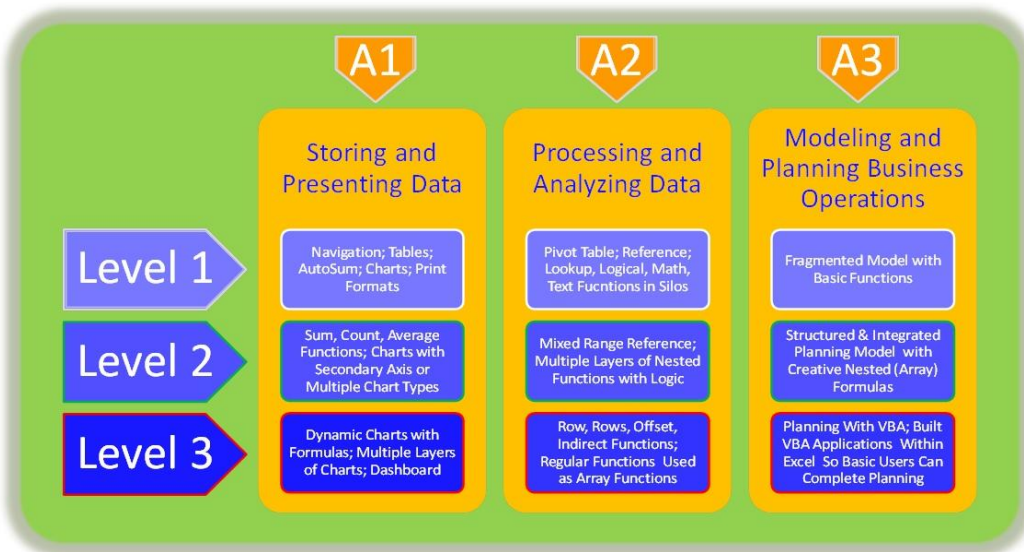 A1
A2
A3
Storing and
Presenting Data
Processing and
Analyzing Data
Modeling and
Planning Business
Operations
Level 1
Navigation; Tables;
AutoSum; Charts; Print
Formats
Pivot Table; Reference;
Lookup, Logical, Math,
Text Fucntions in Silos
Fragmented Model with
Basic Functions
Level 2
Sum, Count, Average
Functions; Charts with
Secondary Axis or
Multiple Chart Types
Mixed Range Reference;
Multiple Layers of Nested
Functions with Logic
Structured & Integrated
Planning Model with
Creative Nested (Array)
Formulas
Level 3
Dynamic Charts with
Formulas; Multiple Layers
of Charts; Dashboard
Row, Rows, Offset,
Indirect Functions;
Regular Functions Used
as Array Functions
Planning With VBA; Built
VBA Applications Within
Excel So Basic Users Can
Complete Planning